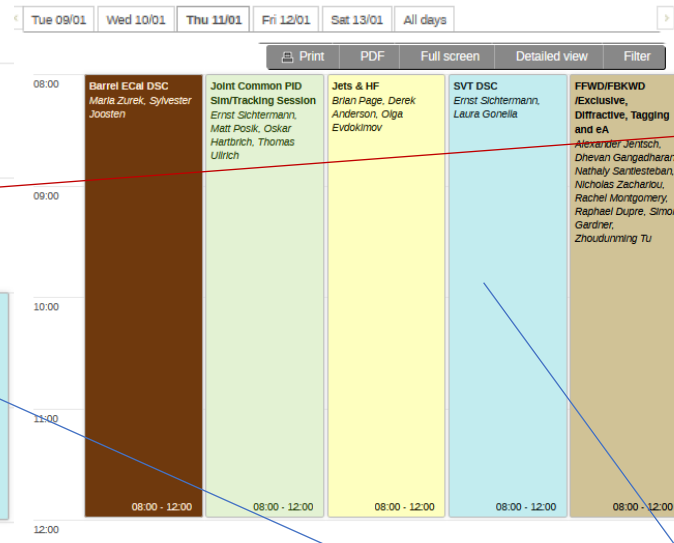 Tue 09/01 Wed 10/01 Thu 11/01 Fri 12/01 Sat 13/01 All days
Print PDF Full screen Detailed view Filter
08:00
09:00
10:00
11:00
12:00
Barrel ECal DSC
Maria Zurek, Sylvester
Joosten
08:00 - 12:00
Joint Common PID
Sim/Tracking Session
Ernst Sichtermann,
Matt Posik, Oskar
Hartbrich, Thomas
Ullrich
08:00 - 12:00
Jets & HF
Brian Page, Derek
Anderson, Olga
Evdokimov
08:00 - 12:00
SVT DSC
Ernst Sichtermann,
Laura Gonella
08:00 - 12:00
FFWD/FBKWD
/Exclusive,
Diffractive, Tagging
and eA
Alexander Jentsch,
Dhevan Gangadharan,
Nathaly Santiesteban,
Nicholas Zachariou,
Rachel Montgomery,
Raphael Dupre, Simon
Gardner,
Zhoudunming Tu
08:00 - 12:00